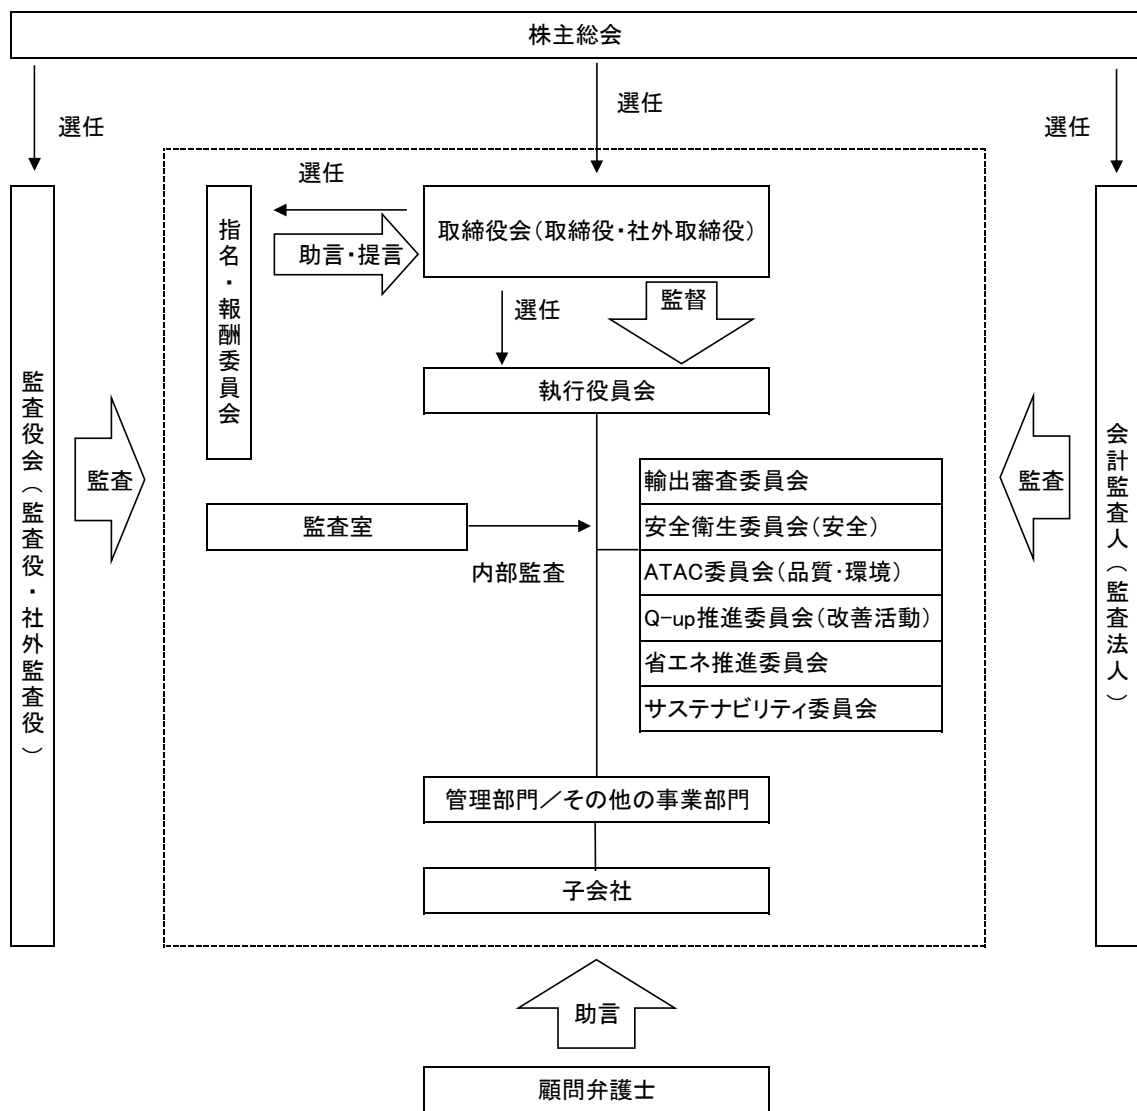 株主総会
選任
選任
選任
選任
指名・報酬委員会
助言・提言
取締役会(取締役・社外取締役)
選任
監督
執行役員会
監査役会(監査役・社外監査役)
監査
会計監査人(監査法人)
監査
監査室
内部監査
輸出審査委員会
安全衛生委員会(安全)
ATAC委員会(品質・環境)
Q-up推進委員会(改善活動)
省エネ推進委員会
サステナビリティ委員会
管理部門/その他の事業部門
子会社
助言
顧問弁護士